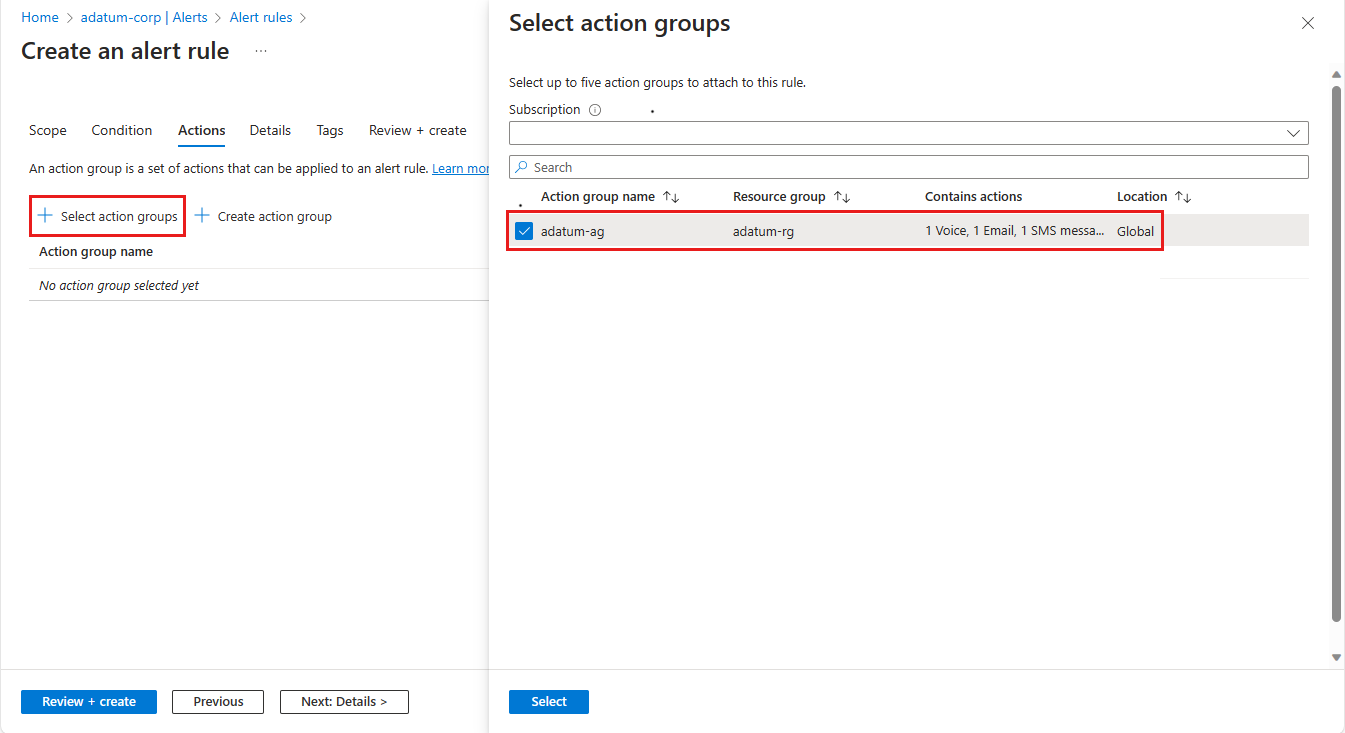 Home > adatum-corp | Alerts > Alert rules >
Create an alert rule ...
Scope Condition Actions Details Tags Review + create
An action group is a set of actions that can be applied to an alert rule. Learn mor
+ Select action groups + Create action group
Action group name
No action group selected yet
Review + create Previous Next: Details >
Select action groups
Select up to five action groups to attach to this rule.
Subscription
Search
Action group name ↑↓ Resource group ↑↓ Contains actions Location ↑↓
adatum-ag adatum-rg 1 Voice, 1 Email, 1 SMS messa... Global
Select